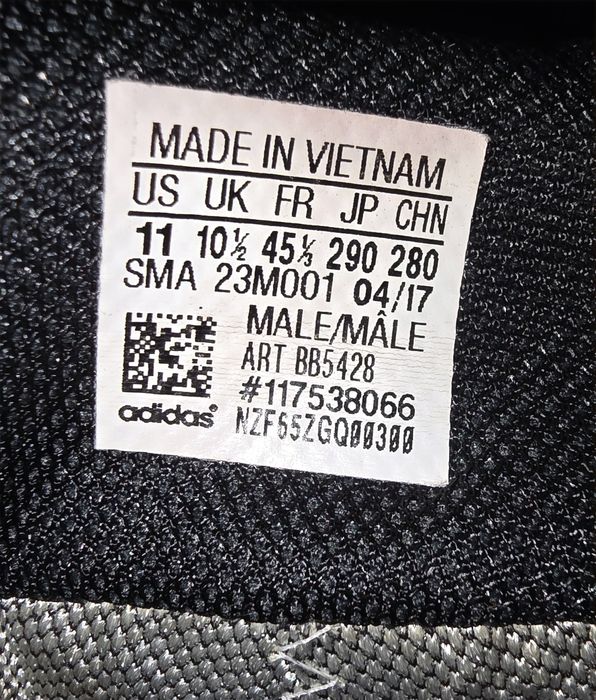 MADE IN VIETNAM
US UK FR JP CHN
11 10½ 45⅓ 290 280
SMA 23M001 04/17
MALE/MÂLE
ART BB5428
#117538066
adidas® NZF65ZGQ00300